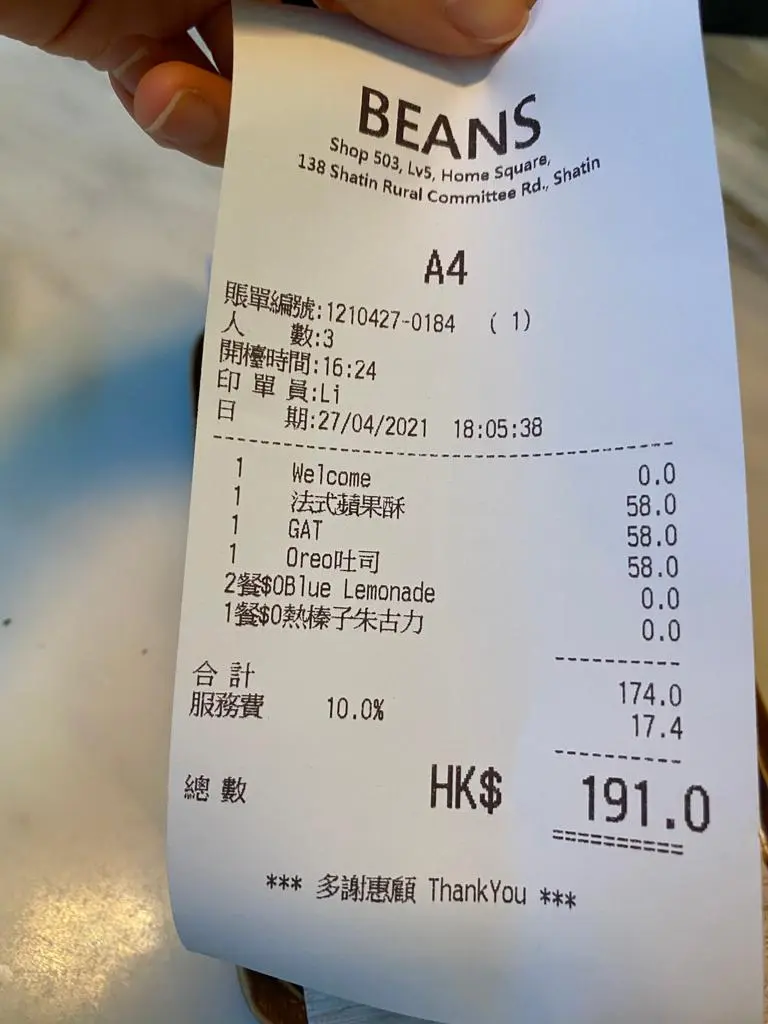 BEANS
Shop 503, Lv5, Home Square,
138 Shatin Rural Committee Rd., Shatin
A4
賬單編號:1210427-0184 ( 1)
人 數:3
開檯時間:16:24
印 單 員:Li
日 期:27/04/2021 18:05:38
1 Welcome 0.0
1 法式蘋果酥 58.0
1 GAT 58.0
1 Oreo吐司 58.0
2餐$0Blue Lemonade 0.0
1餐$0熱榛子朱古力 0.0
合 計 174.0
服務費 10.0% 17.4
總 數 HK$ 191.0
*** 多謝惠顧 ThankYou ***